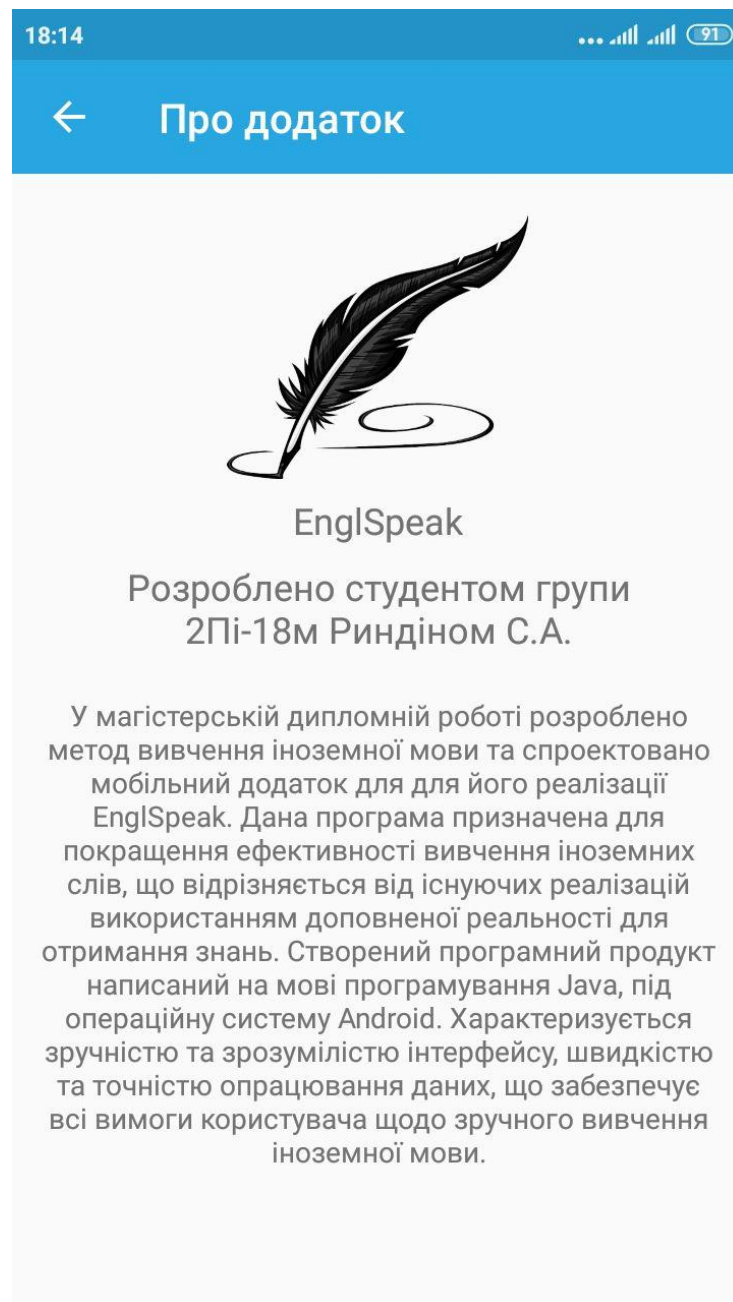 18:14
91
Про додаток
EnglSpeak
Розроблено студентом групи
2Пі-18м Риндіном С.А.
У магістерській дипломній роботі розроблено
метод вивчення іноземної мови та спроектовано
мобільний додаток для для його реалізації
EnglSpeak. Дана програма призначена для
покращення ефективності вивчення іноземних
слів, що відрізняється від існуючих реалізацій
використанням доповненої реальності для
отримання знань. Створений програмний продукт
написаний на мові програмування Java, під
операційну систему Android. Характеризується
зручністю та зрозумілістю інтерфейсу, швидкістю
та точністю опрацювання даних, що забезпечує
всі вимоги користувача щодо зручного вивчення
іноземної мови.